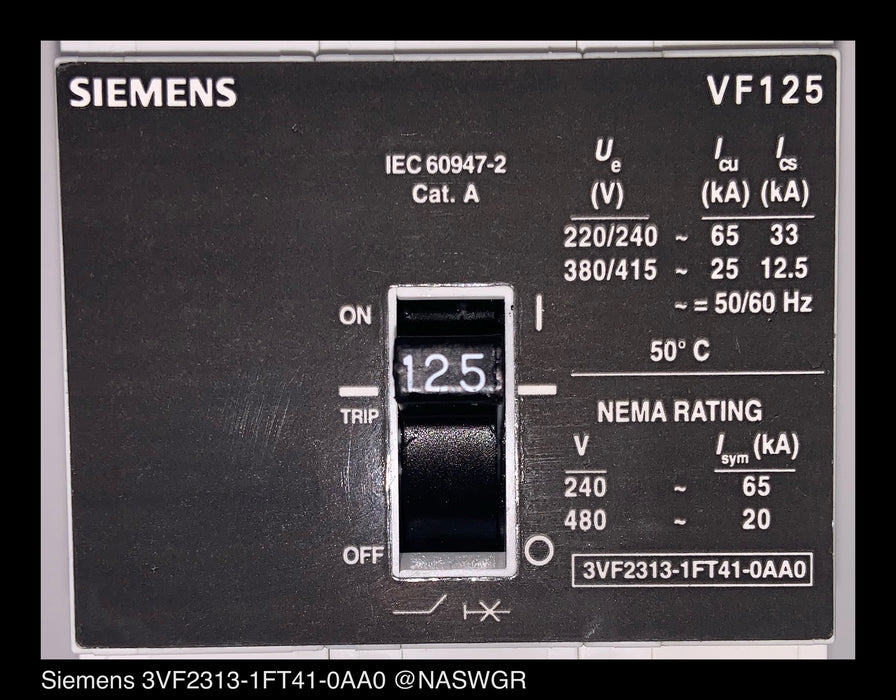 SIEMENS
VF125
IEC 60947-2
Cat. A
Ue Icu Ics
(V) (kA) (kA)
220/240 ~ 65 33
380/415 ~ 25 12.5
~ = 50/60 Hz
50° C
ON
125
TRIP
OFF
NEMA RATING
V Isym (kA)
240 ~ 65
480 ~ 20
3VF2313-1FT41-0AA0
Siemens 3VF2313-1FT41-0AA0 @NASWGR